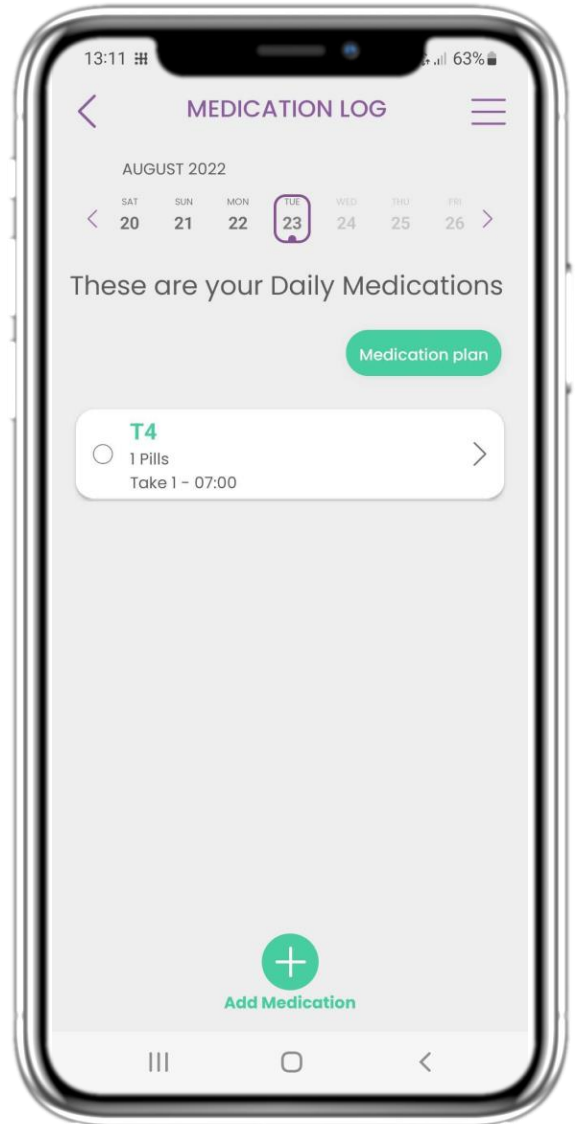 13:11 63%
MEDICATION LOG
AUGUST 2022
SAT SUN MON TUE WED THU FRI
20 21 22 23 24 25 26
These are your Daily Medications
Medication plan
T4
1 Pills
Take 1 - 07:00
Add Medication